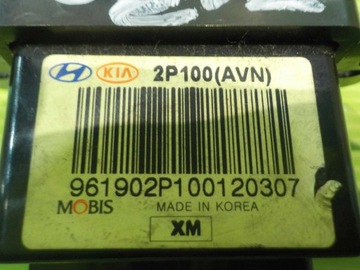 KIA 2P100(AVN)
961902P100120307
MOBIS MADE IN KOREA
XM